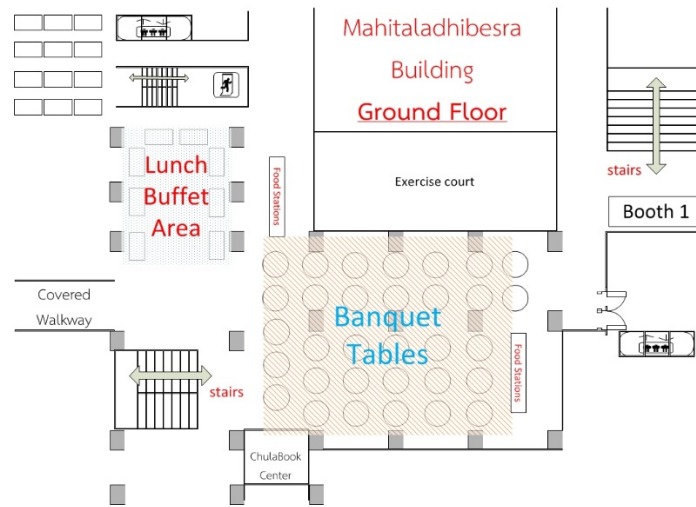 Mahitaladhibesra
Building
Ground Floor
Lunch
Buffet
Area
Food Stations
Exercise court
stairs
Booth 1
Covered
Walkway
Banquet
Tables
Food Stations
stairs
ChulaBook
Center